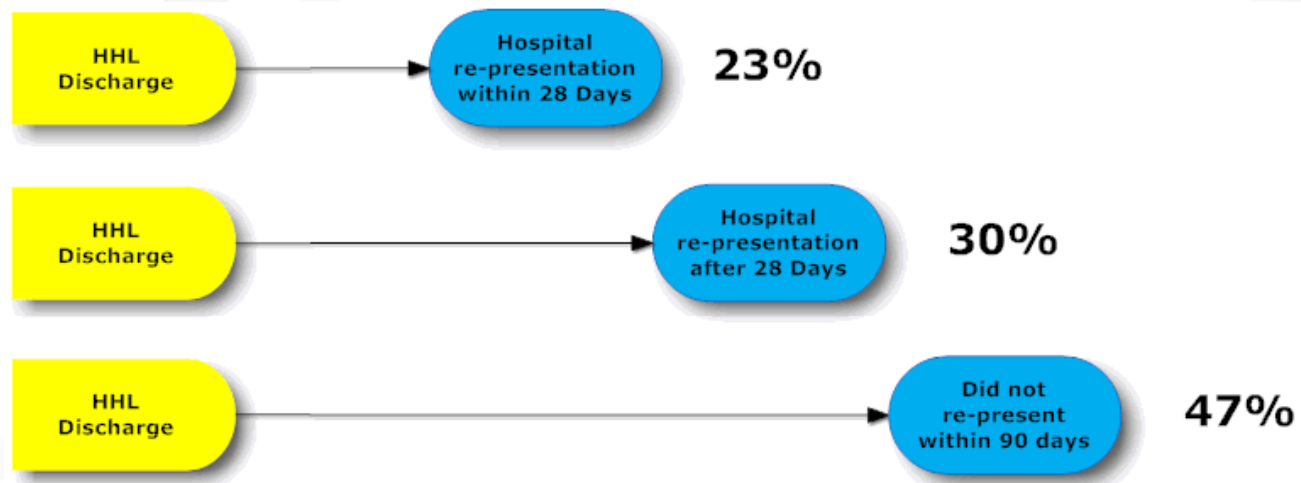 HHL
Discharge
Hospital
re-presentation
within 28 Days
23%
HHL
Discharge
Hospital
re-presentation
after 28 Days
30%
HHL
Discharge
Did not
re-present
within 90 days
47%